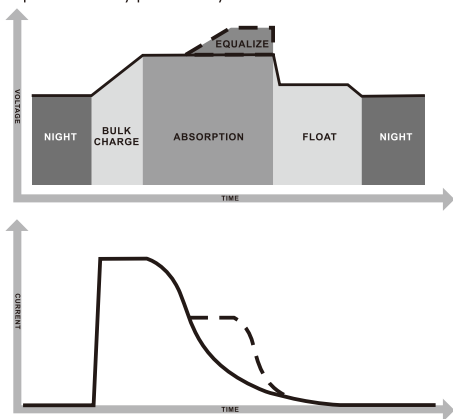 EQUALIZE
VOLTAGE
NIGHT
BULK
CHARGE
ABSORPTION
FLOAT
NIGHT
TIME
CURRENT
TIME